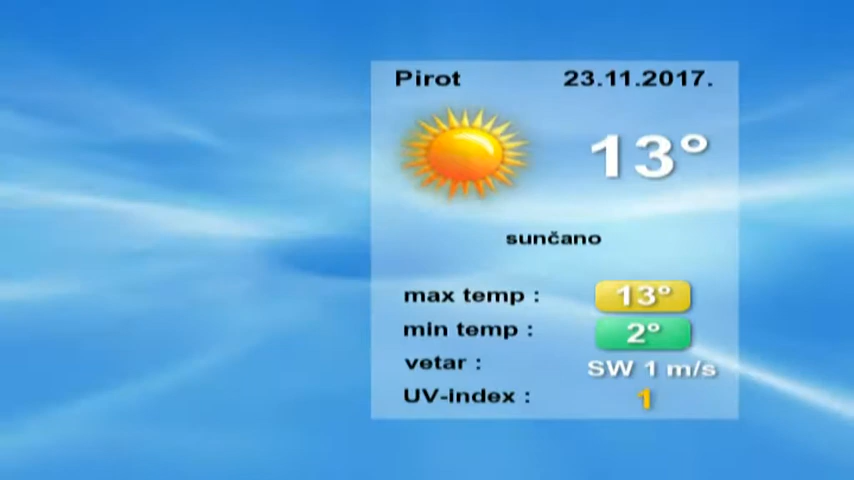 Pirot 23.11.2017.
13°
sunčano
max temp : 13°
min temp : 2°
vetar : SW 1 m/s
UV-index : 1